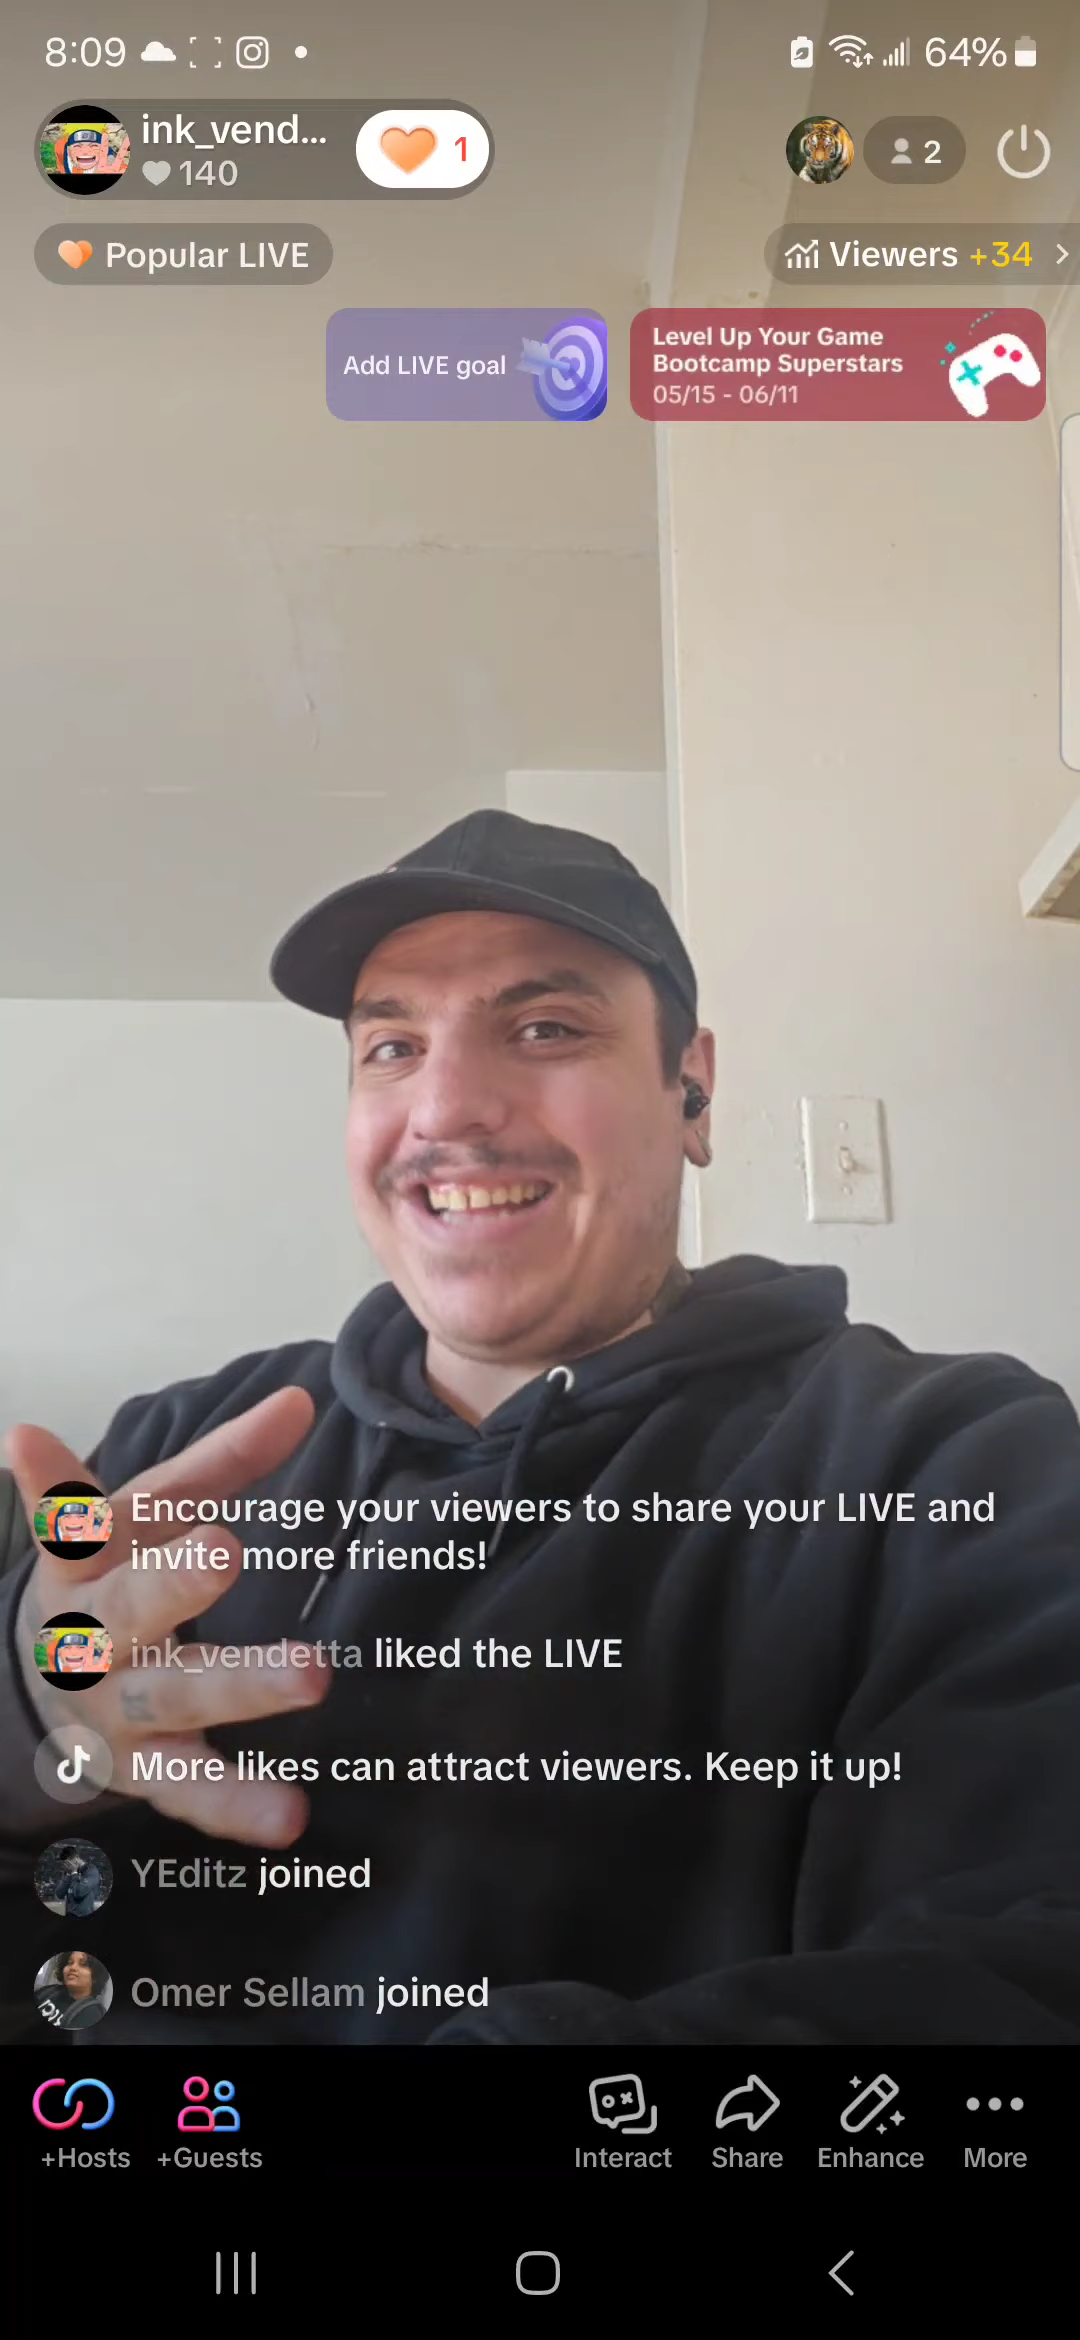 8:09
64%
ink_vend...
1
140
2
Popular LIVE
Viewers +34
Add LIVE goal
Level Up Your Game
Bootcamp Superstars
05/15 - 06/11
Encourage your viewers to share your LIVE and
invite more friends!
ink_vendetta liked the LIVE
More likes can attract viewers. Keep it up!
YEditz joined
Omer Sellam joined
+Hosts
+Guests
Interact
Share
Enhance
More